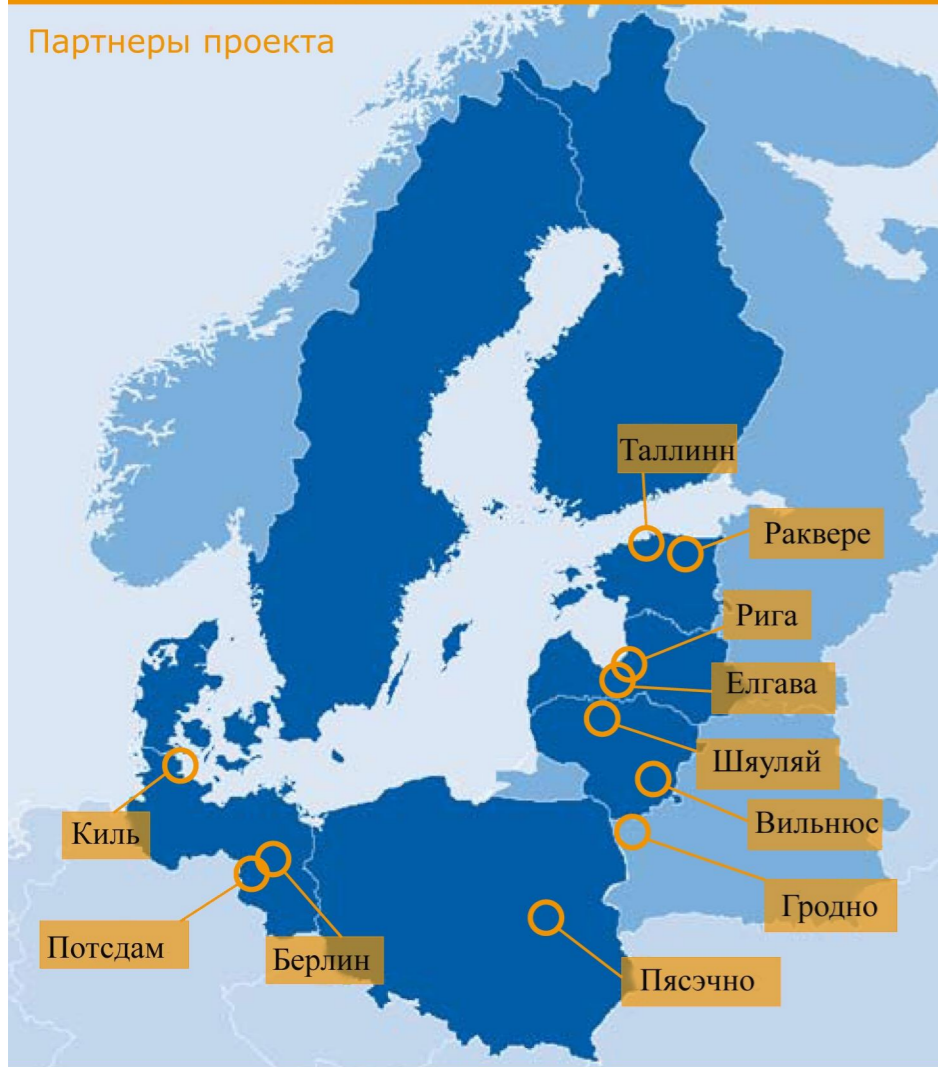 Партнеры проекта
Таллинн
Раквере
Рига
Елгава
Шяуляй
Вильнюс
Киль
Гродно
Потсдам
Берлин
Пясэчно